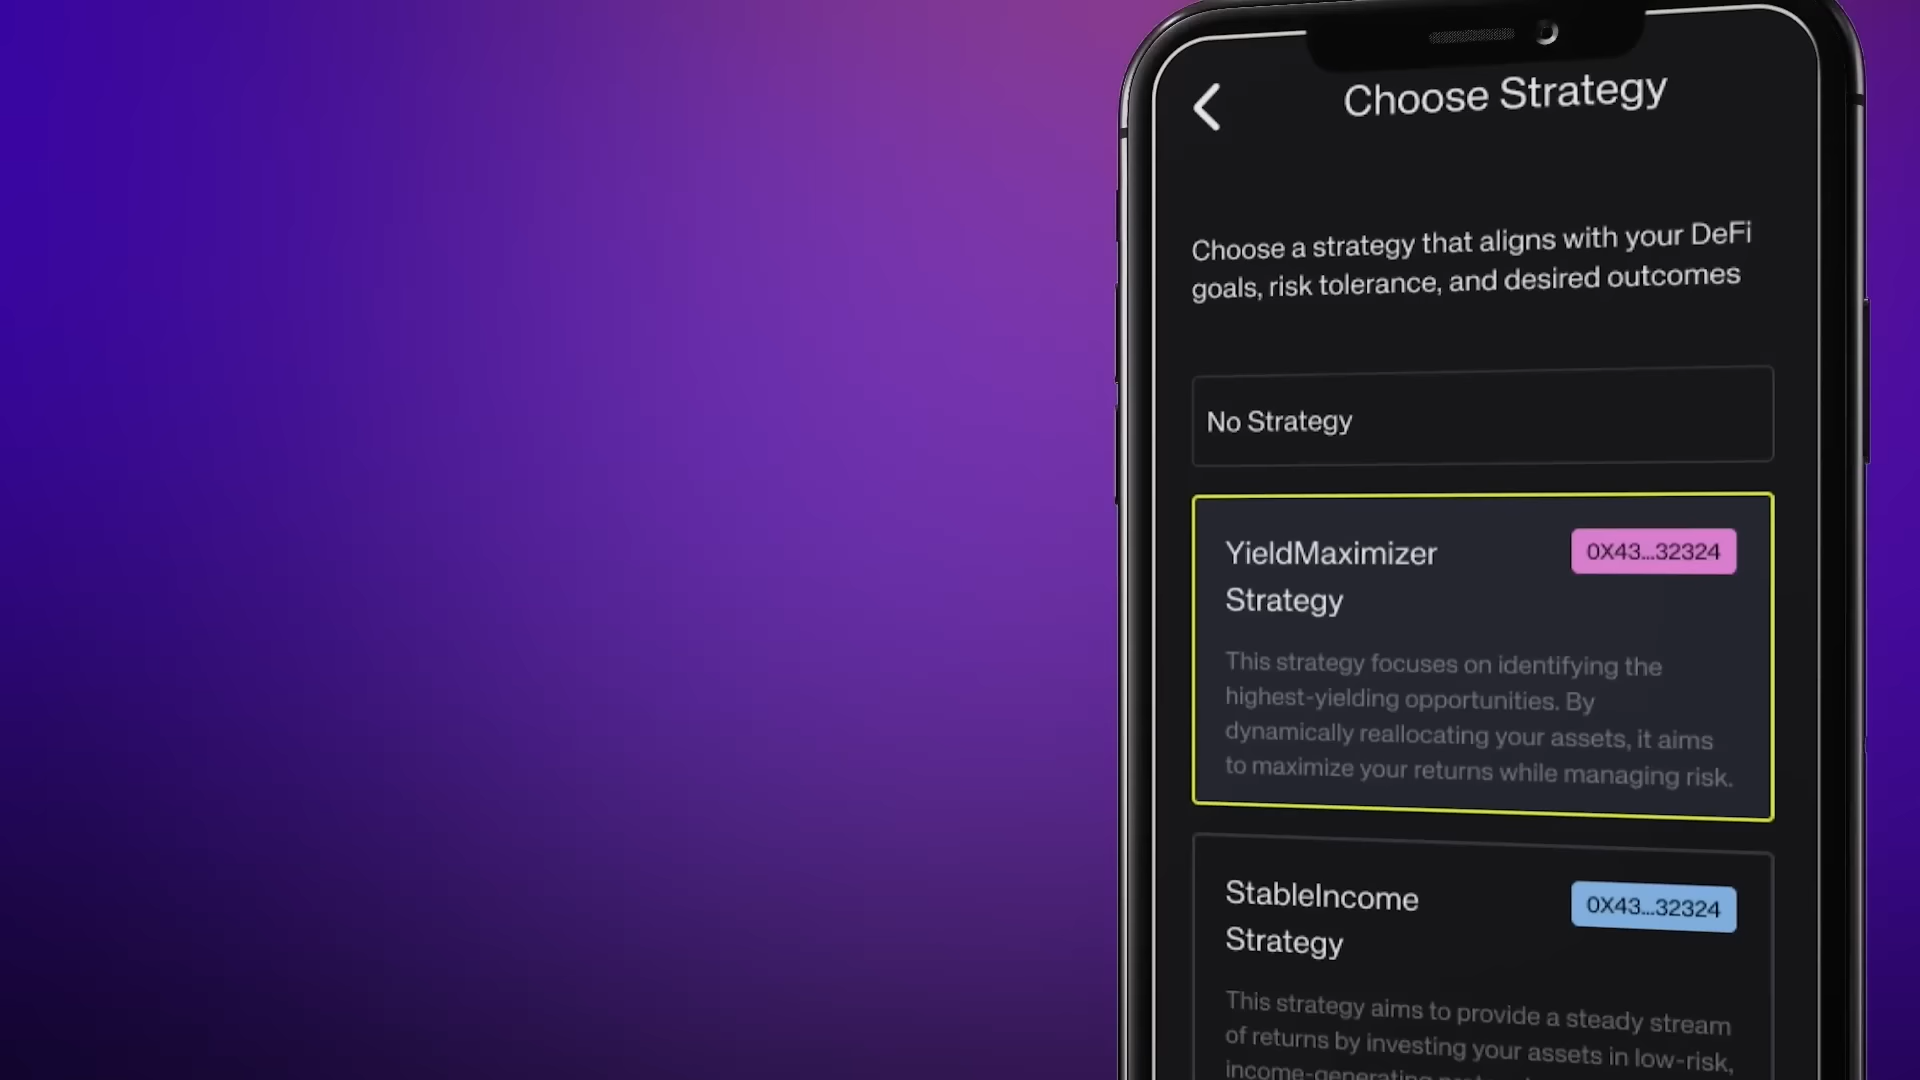 Choose Strategy
Choose a strategy that aligns with your DeFi
goals, risk tolerance, and desired outcomes
No Strategy
YieldMaximizer
Strategy
0X43...32324
This strategy focuses on identifying the
highest-yielding opportunities. By
dynamically reallocating your assets, it aims
to maximize your returns while managing risk.
StableIncome
Strategy
0X43...32324
This strategy aims to provide a steady stream
of returns by investing your assets in low-risk,
income-generating